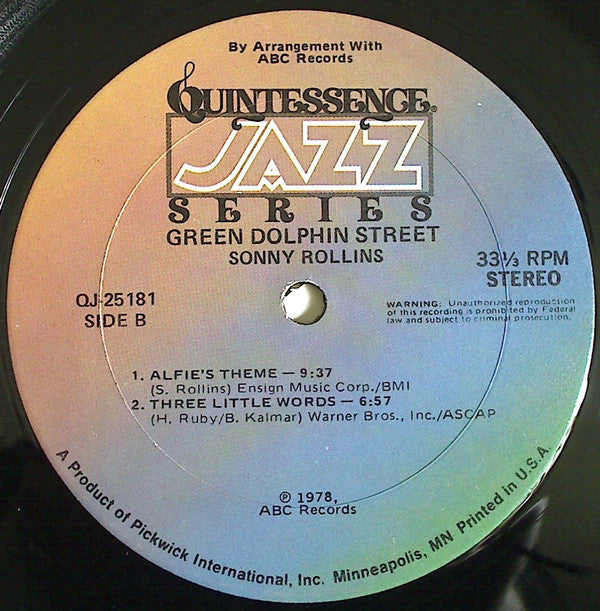 By Arrangement With
ABC Records
QUINTESSENCE®
JAZZ
SERIES
GREEN DOLPHIN STREET
SONNY ROLLINS
33⅓ RPM
STEREO
QJ-25181
SIDE B
WARNING: Unauthorized reproduction
of this recording is prohibited by Federal
law and subject to criminal prosecution.
1. ALFIE'S THEME — 9:37
(S. Rollins) Ensign Music Corp./BMI
2. THREE LITTLE WORDS — 6:57
(H. Ruby/B. Kalmar) Warner Bros., Inc./ASCAP
℗ 1978,
ABC Records
A Product of Pickwick International, Inc. Minneapolis, MN Printed in U.S.A.